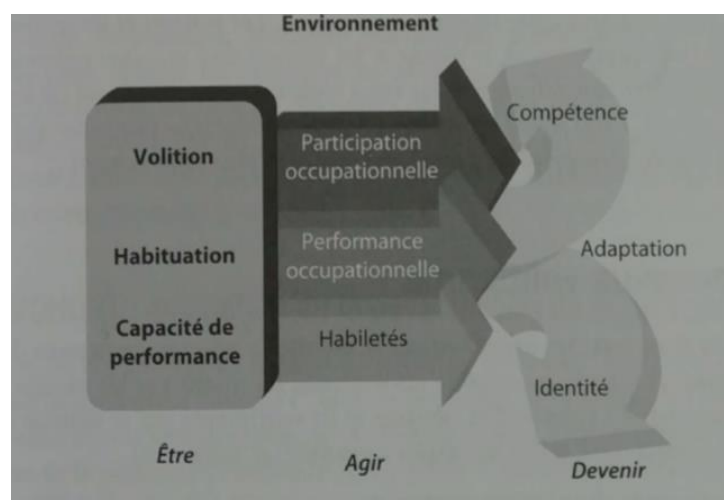 Environnement
Volition
Habituation
Capacité de
performance
Participation
occupationnelle
Performance
occupationnelle
Habiletés
Compétence
Adaptation
Identité
Être
Agir
Devenir